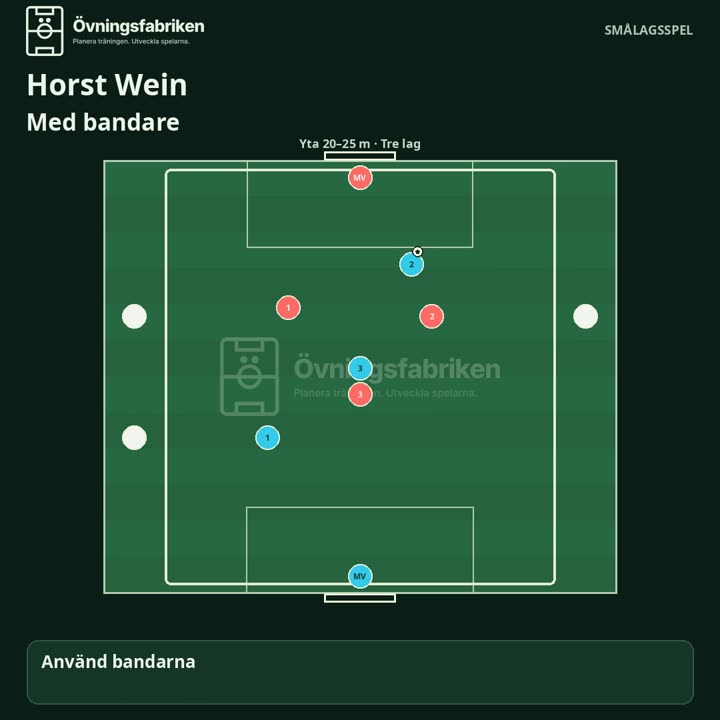 Övningsfabriken
Planera träningen. Utveckla spelarna.
SMÅLAGSSPEL
Horst Wein
Med bandare
Yta 20–25 m · Tre lag
MV
2
1
2
3
Övningsfabriken
Planera träningen. Utveckla spelarna.
3
1
MV
Använd bandarna